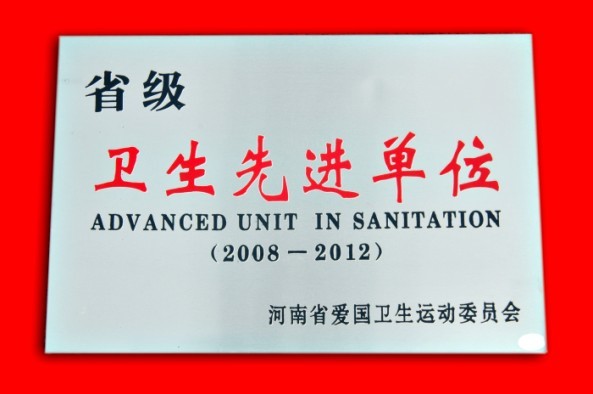 省级
卫生先进单位
ADVANCED UNIT IN SANITATION
(2008－2012)
河南省爱国卫生运动委员会